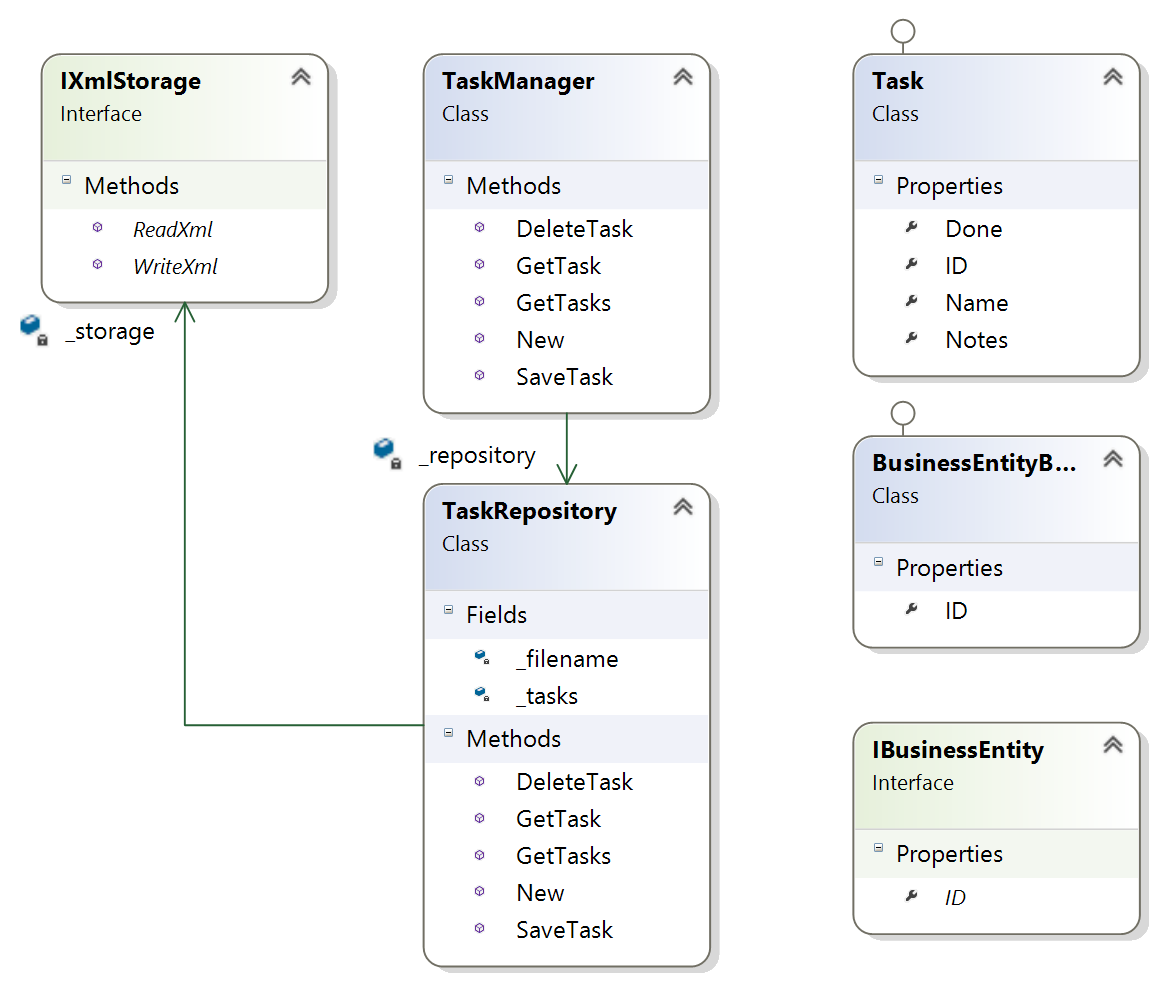 IXmlStorage
Interface
Methods
ReadXml
WriteXml
_storage
TaskManager
Class
Methods
DeleteTask
GetTask
GetTasks
New
SaveTask
_repository
TaskRepository
Class
Fields
_filename
_tasks
Methods
DeleteTask
GetTask
GetTasks
New
SaveTask
Task
Class
Properties
Done
ID
Name
Notes
BusinessEntityB...
Class
Properties
ID
IBusinessEntity
Interface
Properties
ID